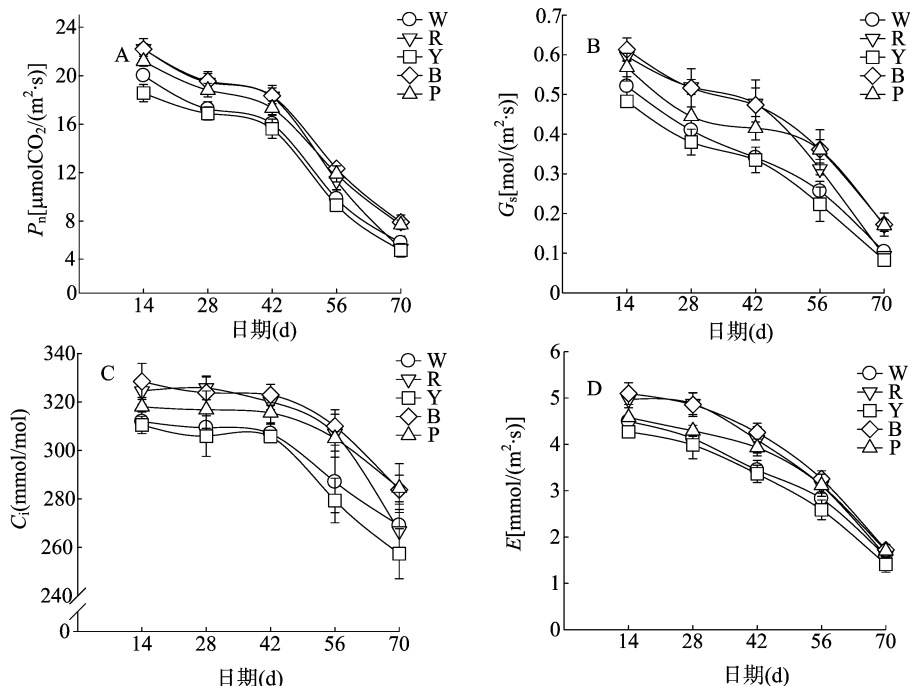 A
P_n[μmolCO₂/(m²·s)]
24
20
16
12
8
4
0
14 28 42 56 70
日期(d)
W
R
Y
B
P
B
G_s[mol/(m²·s)]
0.7
0.6
0.5
0.4
0.3
0.2
0.1
0
14 28 42 56 70
日期(d)
W
R
Y
B
P
C
C_i(mmol/mol)
340
320
300
280
260
240
0
14 28 42 56 70
日期(d)
W
R
Y
B
P
D
E[mmol/(m²·s)]
6
5
4
3
2
1
0
14 28 42 56 70
日期(d)
W
R
Y
B
P